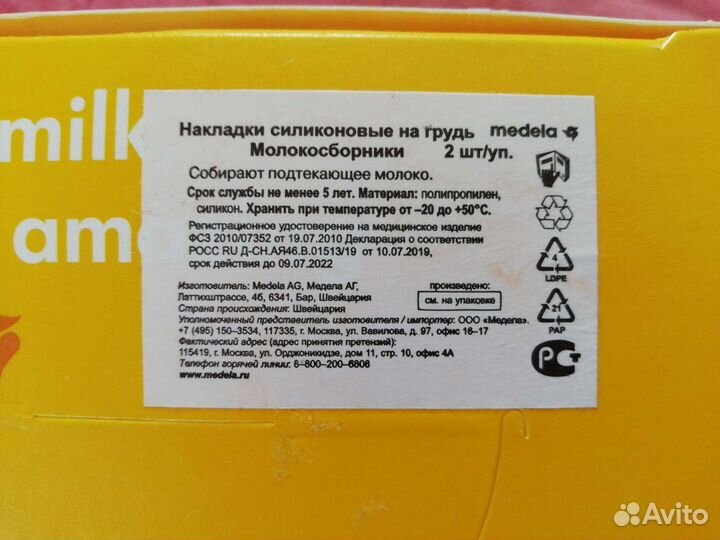 milk
ame
Накладки силиконовые на грудь medela
Молокосборники 2 шт/уп.
Собирают подтекающее молоко.
Срок службы не менее 5 лет. Материал: полипропилен,
силикон. Хранить при температуре от –20 до +50°С.
Регистрационное удостоверение на медицинское изделие
ФСЗ 2010/07352 от 19.07.2010 Декларация о соответствии
РОСС RU Д-CH.АЯ46.В.01513/19 от 10.07.2019,
срок действия до 09.07.2022
Изготовитель: Medela AG, Медела АГ,
Лэттихштрассе, 4б, 6341, Бар, Швейцария
Страна происхождения: Швейцария
произведено:
см. на упаковке
Уполномоченный представитель изготовителя / импортер: ООО «Медела».
+7 (495) 150–3534, 117335, г. Москва, ул. Вавилова, д. 97, офис 16–17
Фактический адрес (адрес принятия претензий):
115419, г. Москва, ул. Орджоникидзе, дом 11, стр. 10, офис 4А
Телефон горячей линии: 8–800–200–6806
www.medela.ru
4
LDPE
21
PAP
РСТ
Avito